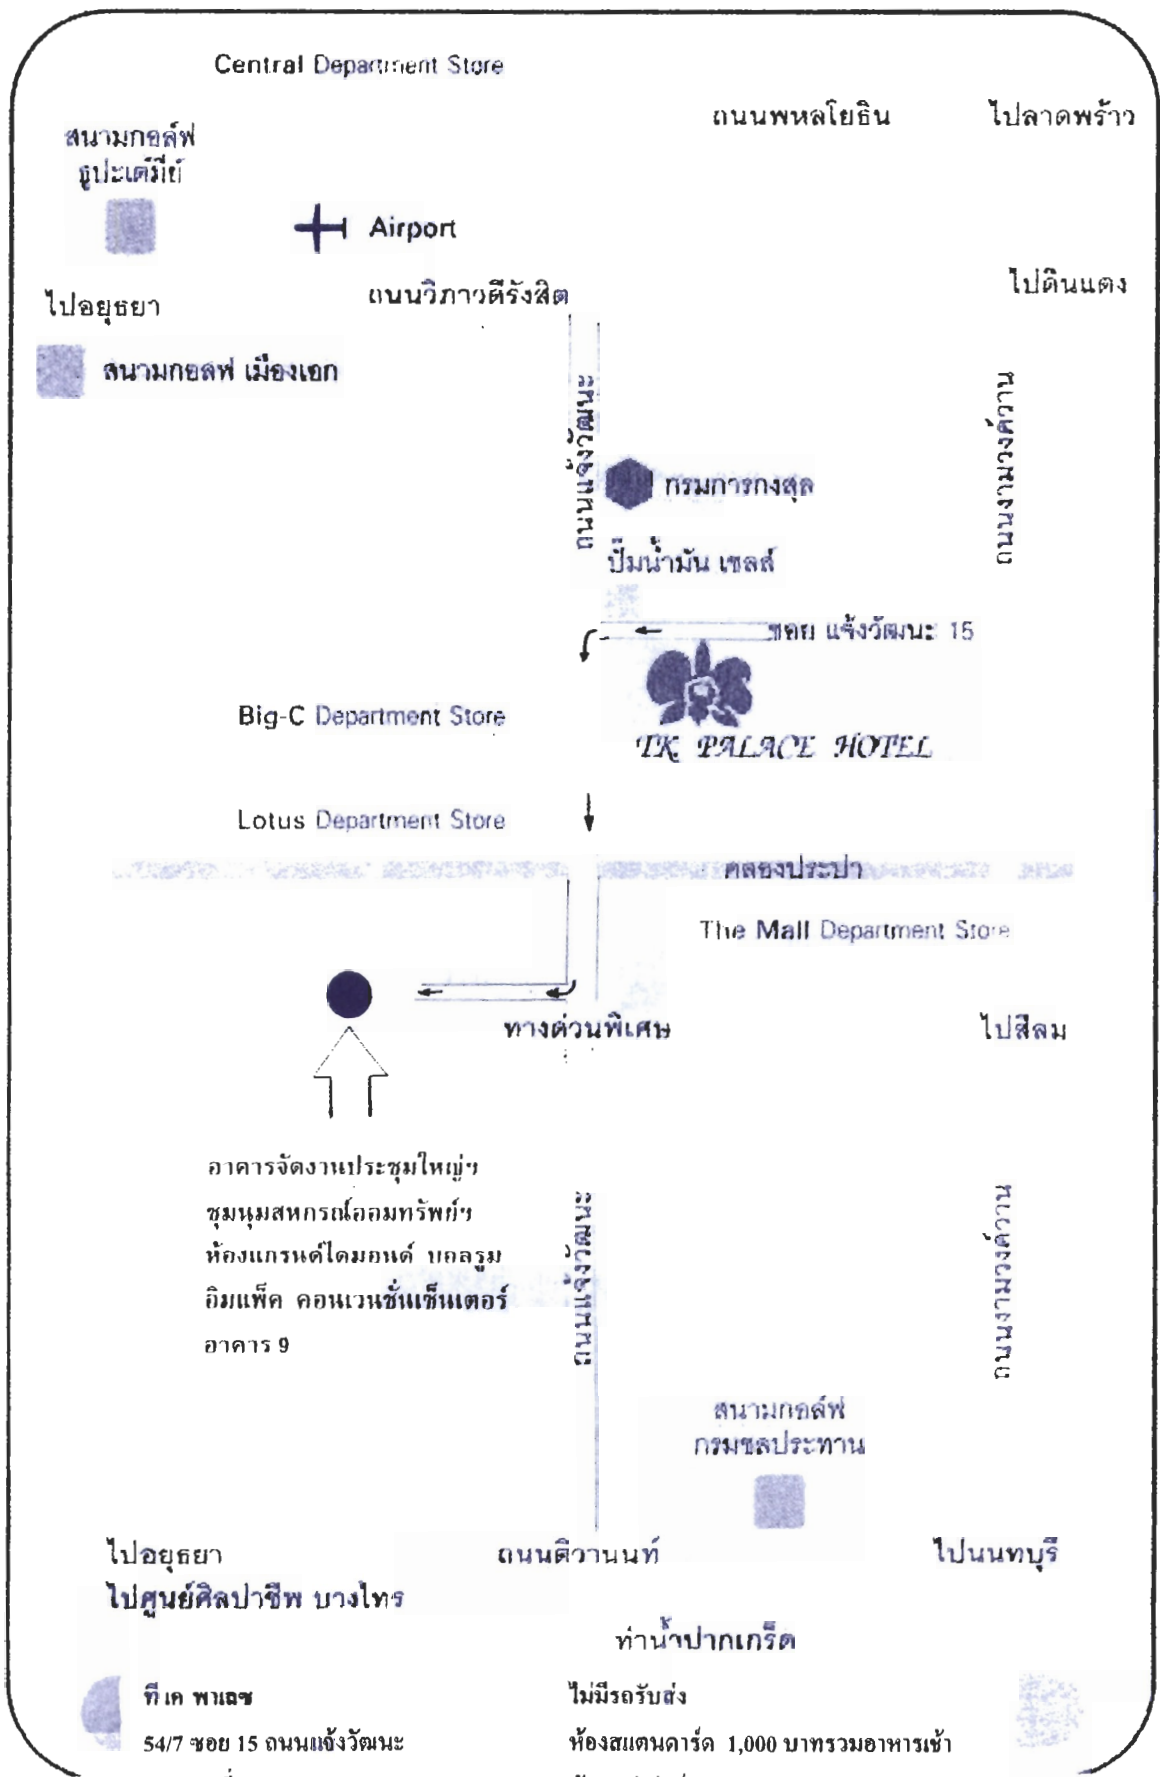 Central Department Store
ถนนพหลโยธิน
ไปลาดพร้าว
สนามกอล์ฟ
ธูปะเตมีย์
Airport
ไปอยุธยา
ถนนวิภาวดีรังสิต
ไปดินแดง
สนามกอลฟ เมืองเอก
ถนนแจ้งวัฒนะ
ถนนงามวงศ์วาน
กรมการกงสุล
ปั๊มน้ำมัน เชลล์
ซอย แจ้งวัฒนะ 15
Big-C Department Store
TK. PALACE HOTEL
Lotus Department Store
คลองประปา
The Mall Department Store
ทางด่วนพิเศษ
ไปสีลม
อาคารจัดงานประชุมใหญ่ฯ
ชุมนุมสหกรณ์ออมทรัพย์ฯ
ห้องแกรนด์ไดมอนด์ บอลรูม
อิมแพ็ค คอนเวนชั่นเซ็นเตอร์
อาคาร 9
ถนนแจ้งวัฒนะ
ถนนงามวงศ์วาน
สนามกอล์ฟ
กรมชลประทาน
ไปอยุธยา
ถนนติวานนท์
ไปนนทบุรี
ไปศูนย์ศิลปาชีพ บางไทร
ท่าน้ำปากเกร็ด
ที เค พาเลซ
ไม่มีรถรับส่ง
54/7 ซอย 15 ถนนแจ้งวัฒนะ
ห้องสแตนดาร์ด 1,000 บาทรวมอาหารเช้า